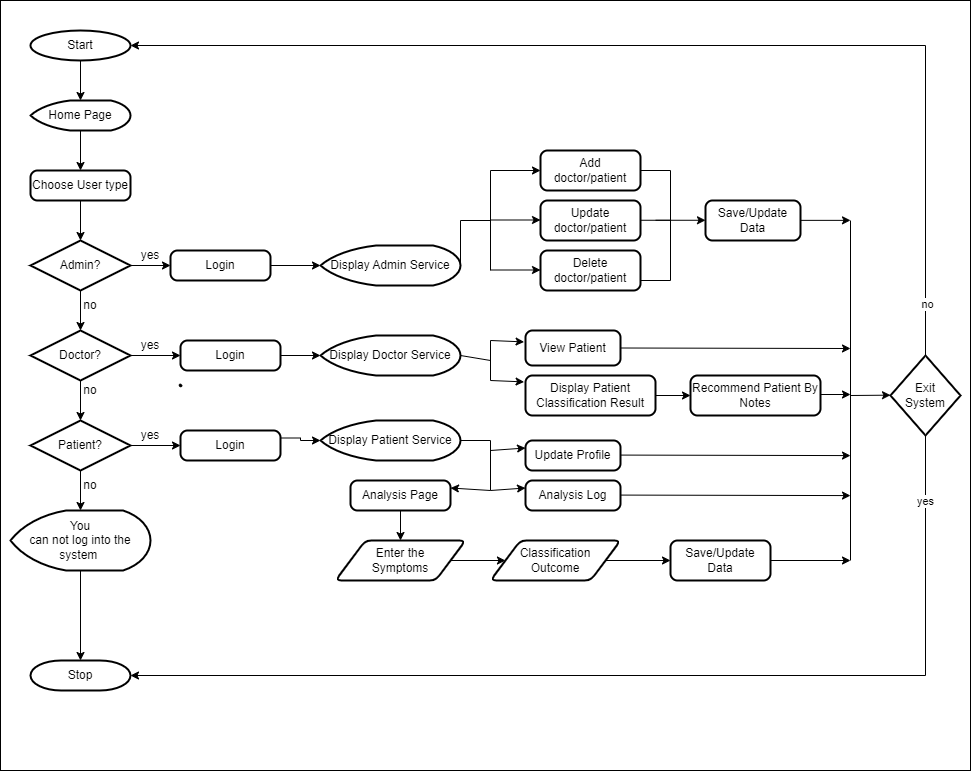 Start
Home Page
Choose User type
Admin?
yes
Login
Display Admin Service
Add
doctor/patient
Update
doctor/patient
Delete
doctor/patient
Save/Update
Data
no
no
Doctor?
yes
Login
Display Doctor Service
View Patient
Display Patient
Classification Result
Recommend Patient By
Notes
Exit
System
no
Patient?
yes
Login
Display Patient Service
Update Profile
Analysis Page
Analysis Log
no
yes
You
can not log into the
system
Enter the
Symptoms
Classification
Outcome
Save/Update
Data
Stop